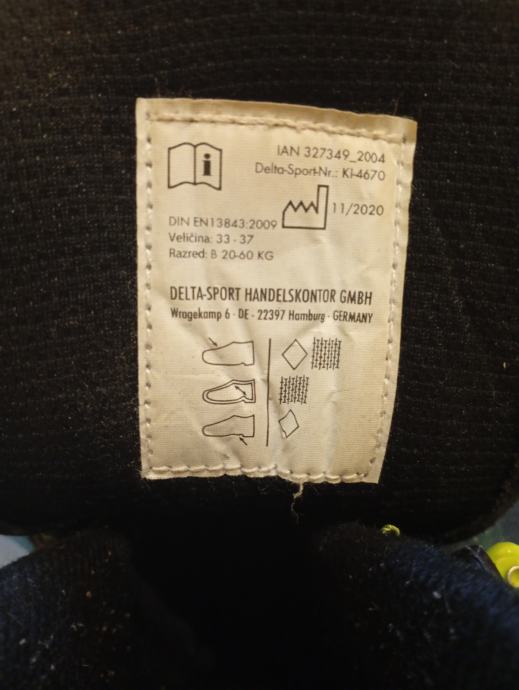 IAN 327349_2004
Delta-Sport-Nr.: KI-4670
11/2020
DIN EN13843:2009
Veličina: 33 - 37
Razred: B 20-60 KG
DELTA-SPORT HANDELSKONTOR GMBH
Wragekamp 6 · DE - 22397 Hamburg · GERMANY